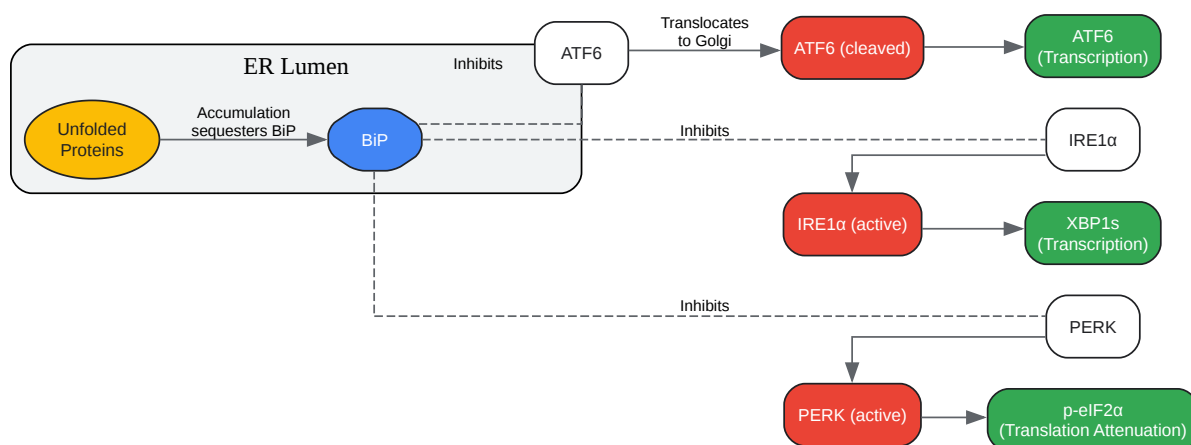 ATF6
Translocates
to Golgi
ATF6 (cleaved)
ATF6
(Transcription)
ER Lumen
Inhibits
Unfolded
Proteins
Accumulation
sequesters BiP
BiP
Inhibits
IRE1α
IRE1α (active)
XBP1s
(Transcription)
Inhibits
PERK
PERK (active)
p-eIF2α
(Translation Attenuation)